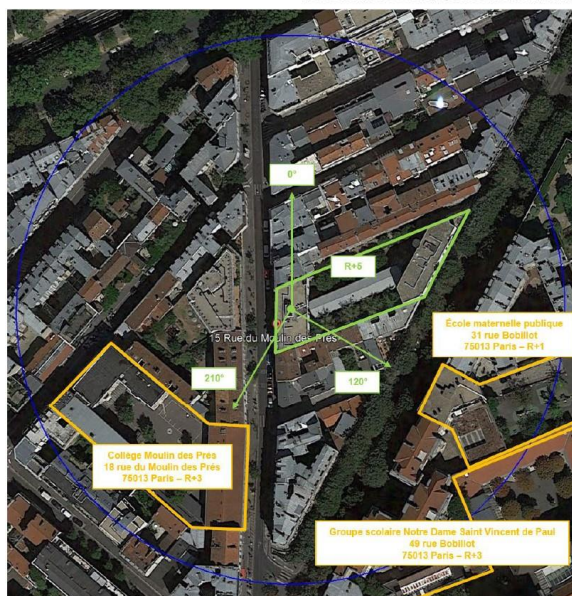 0°
R+6
15 Rue du Moulin des Prés
École maternelle publique
31 rue Bobillot
75013 Paris – R+1
210°
120°
Collège Moulin des Prés
18 rue du Moulin des Prés
75013 Paris – R+3
Groupe scolaire Notre Dame Saint Vincent de Paul
49 rue Bobillot
75013 Paris – R+3